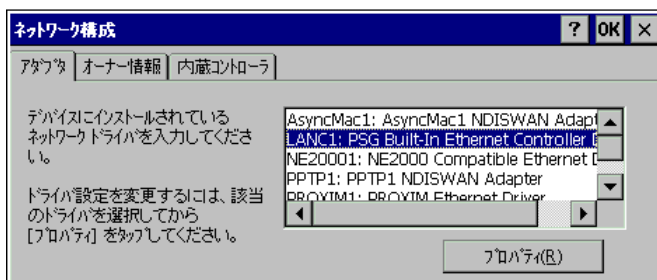 ネットワーク構成 ? OK ×
アダプタ オーナー情報 内蔵コントローラ
デバイスにインストールされている
ネットワークドライバを入力してくださ
い。
ドライバ設定を変更するには、該当
のドライバを選択してから
[プロパティ]をタップしてください。
AsyncMac1: AsyncMac1 NDISWAN Adapt
LANC1: PSG Built-In Ethernet Controller D
NE20001: NE2000 Compatible Ethernet D
PPTP1: PPTP1 NDISWAN Adapter
PROXIM1: PROXIM Ethernet Driver
プロパティ(R)